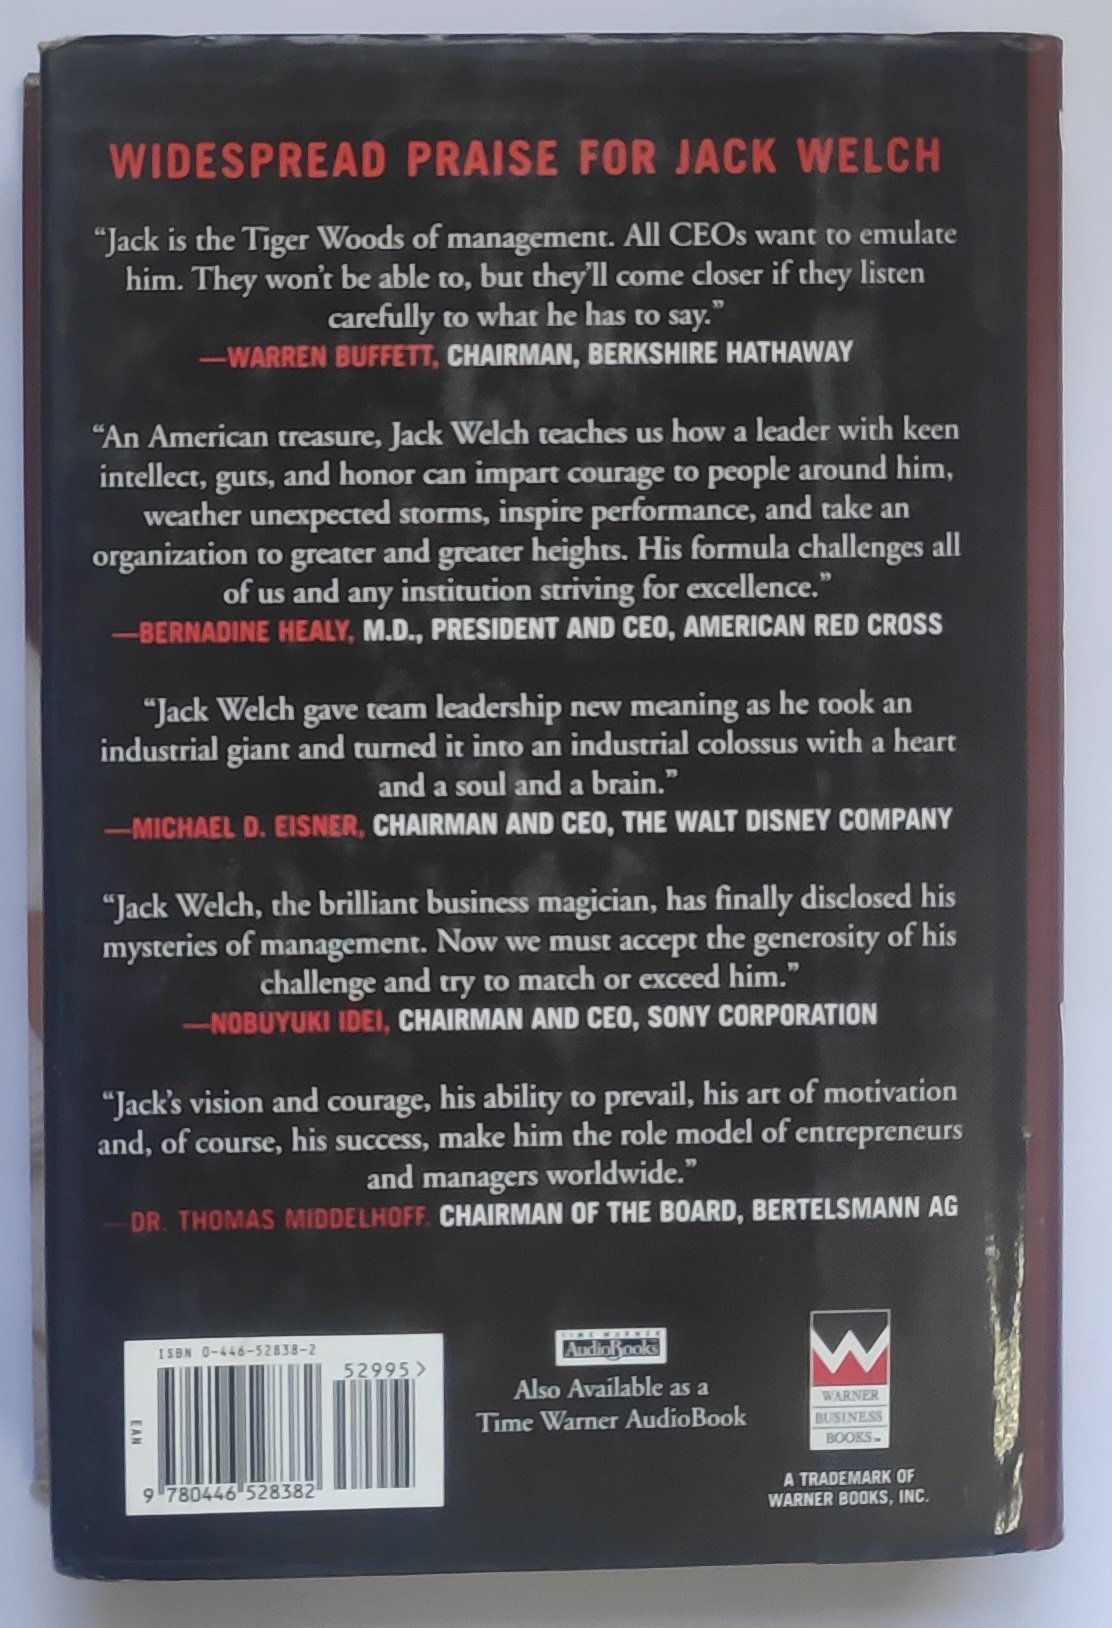 WIDESPREAD PRAISE FOR JACK WELCH
“Jack is the Tiger Woods of management. All CEOs want to emulate
him. They won’t be able to, but they’ll come closer if they listen
carefully to what he has to say.”
—WARREN BUFFETT, CHAIRMAN, BERKSHIRE HATHAWAY
“An American treasure, Jack Welch teaches us how a leader with keen
intellect, guts, and honor can impart courage to people around him,
weather unexpected storms, inspire performance, and take an
organization to greater and greater heights. His formula challenges all
of us and any institution striving for excellence.”
—BERNADINE HEALY, M.D., PRESIDENT AND CEO, AMERICAN RED CROSS
“Jack Welch gave team leadership new meaning as he took an
industrial giant and turned it into an industrial colossus with a heart
and a soul and a brain.”
—MICHAEL D. EISNER, CHAIRMAN AND CEO, THE WALT DISNEY COMPANY
“Jack Welch, the brilliant business magician, has finally disclosed his
mysteries of management. Now we must accept the generosity of his
challenge and try to match or exceed him.”
—NOBUYUKI IDEI, CHAIRMAN AND CEO, SONY CORPORATION
“Jack’s vision and courage, his ability to prevail, his art of motivation
and, of course, his success, make him the role model of entrepreneurs
and managers worldwide.”
—DR. THOMAS MIDDELHOFF, CHAIRMAN OF THE BOARD, BERTELSMANN AG
ISBN 0-446-52838-2
52995>
EAN
9 780446 528382
TIME WARNER
AudioBooks
Also Available as a
Time Warner AudioBook
W
WARNER
BUSINESS
BOOKS™
A TRADEMARK OF
WARNER BOOKS, INC.